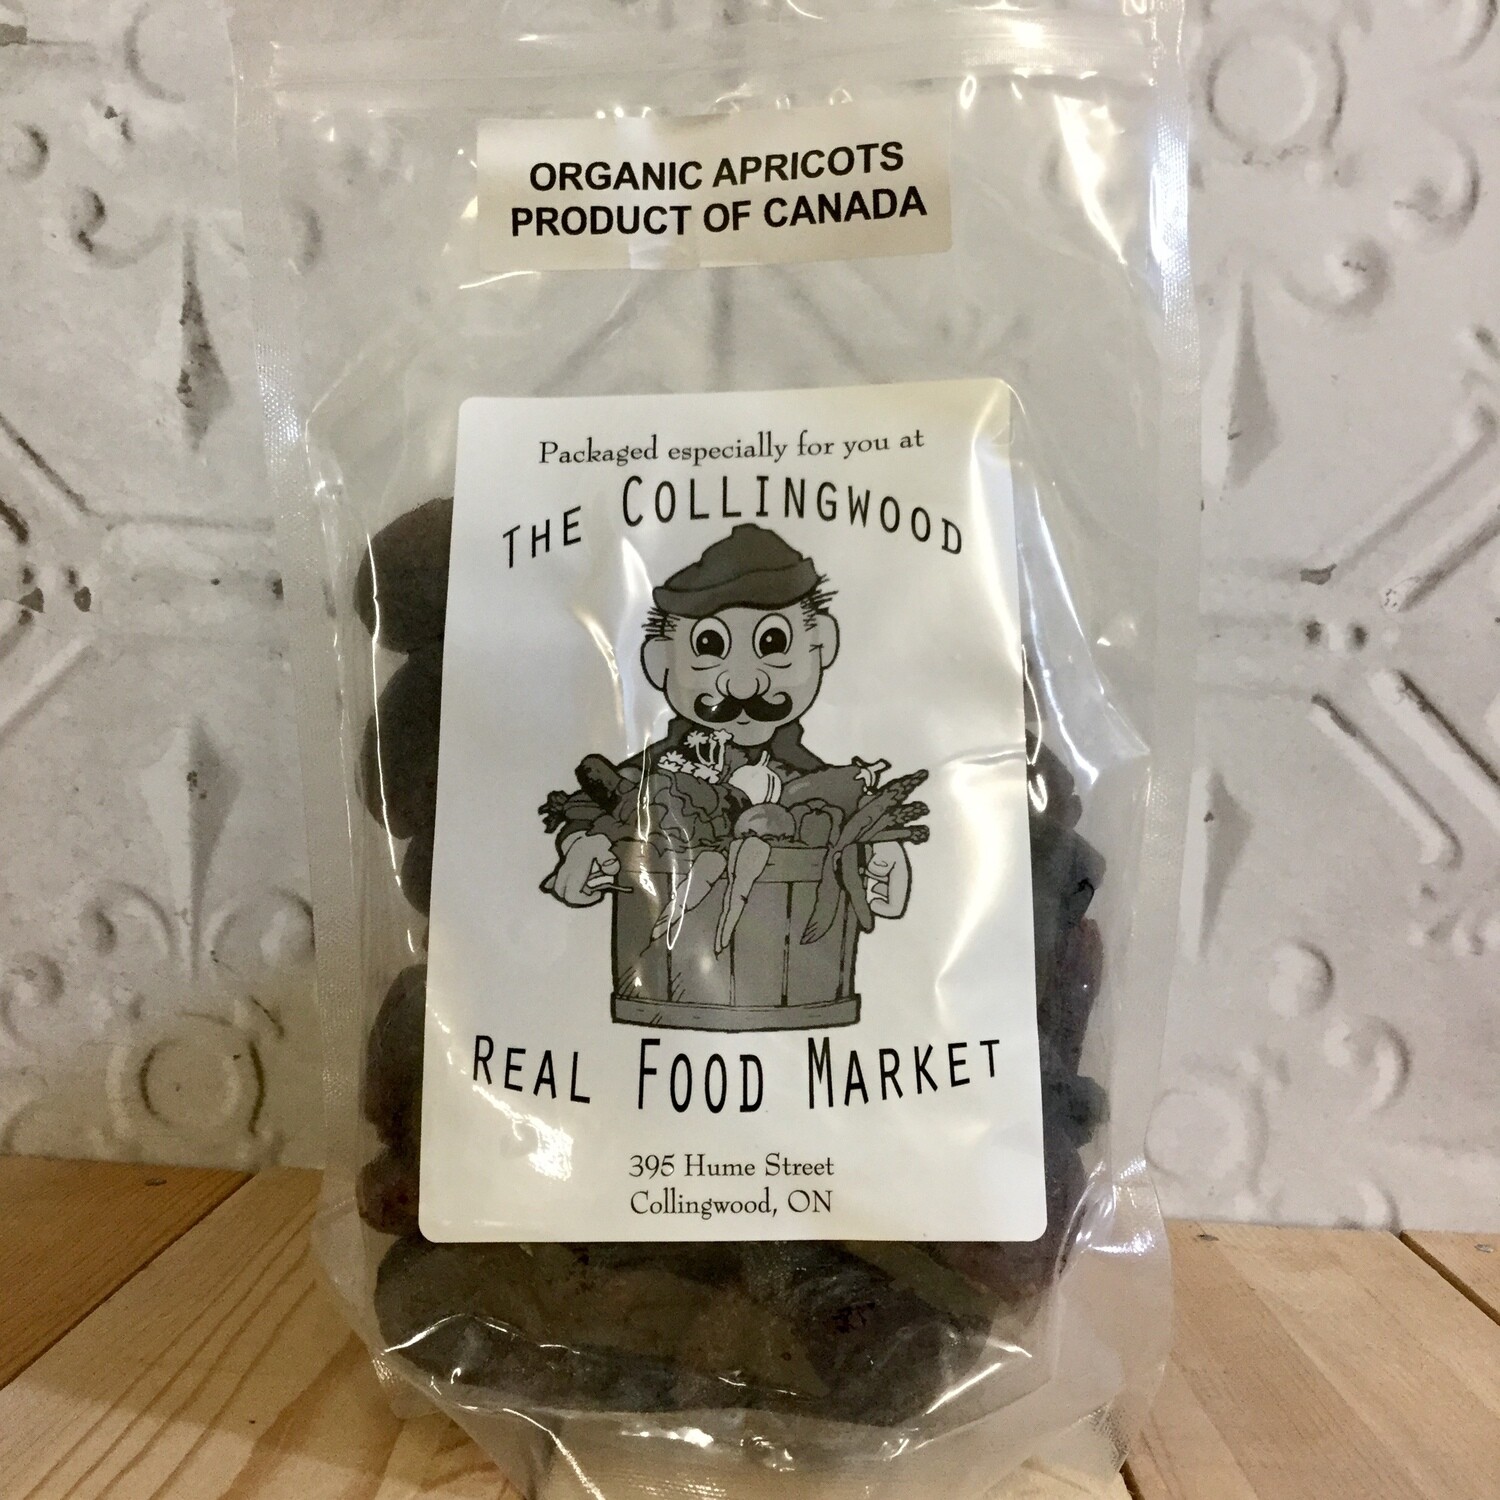 ORGANIC APRICOTS
PRODUCT OF CANADA
Packaged especially for you at
THE COLLINGWOOD
REAL FOOD MARKET
395 Hume Street
Collingwood, ON